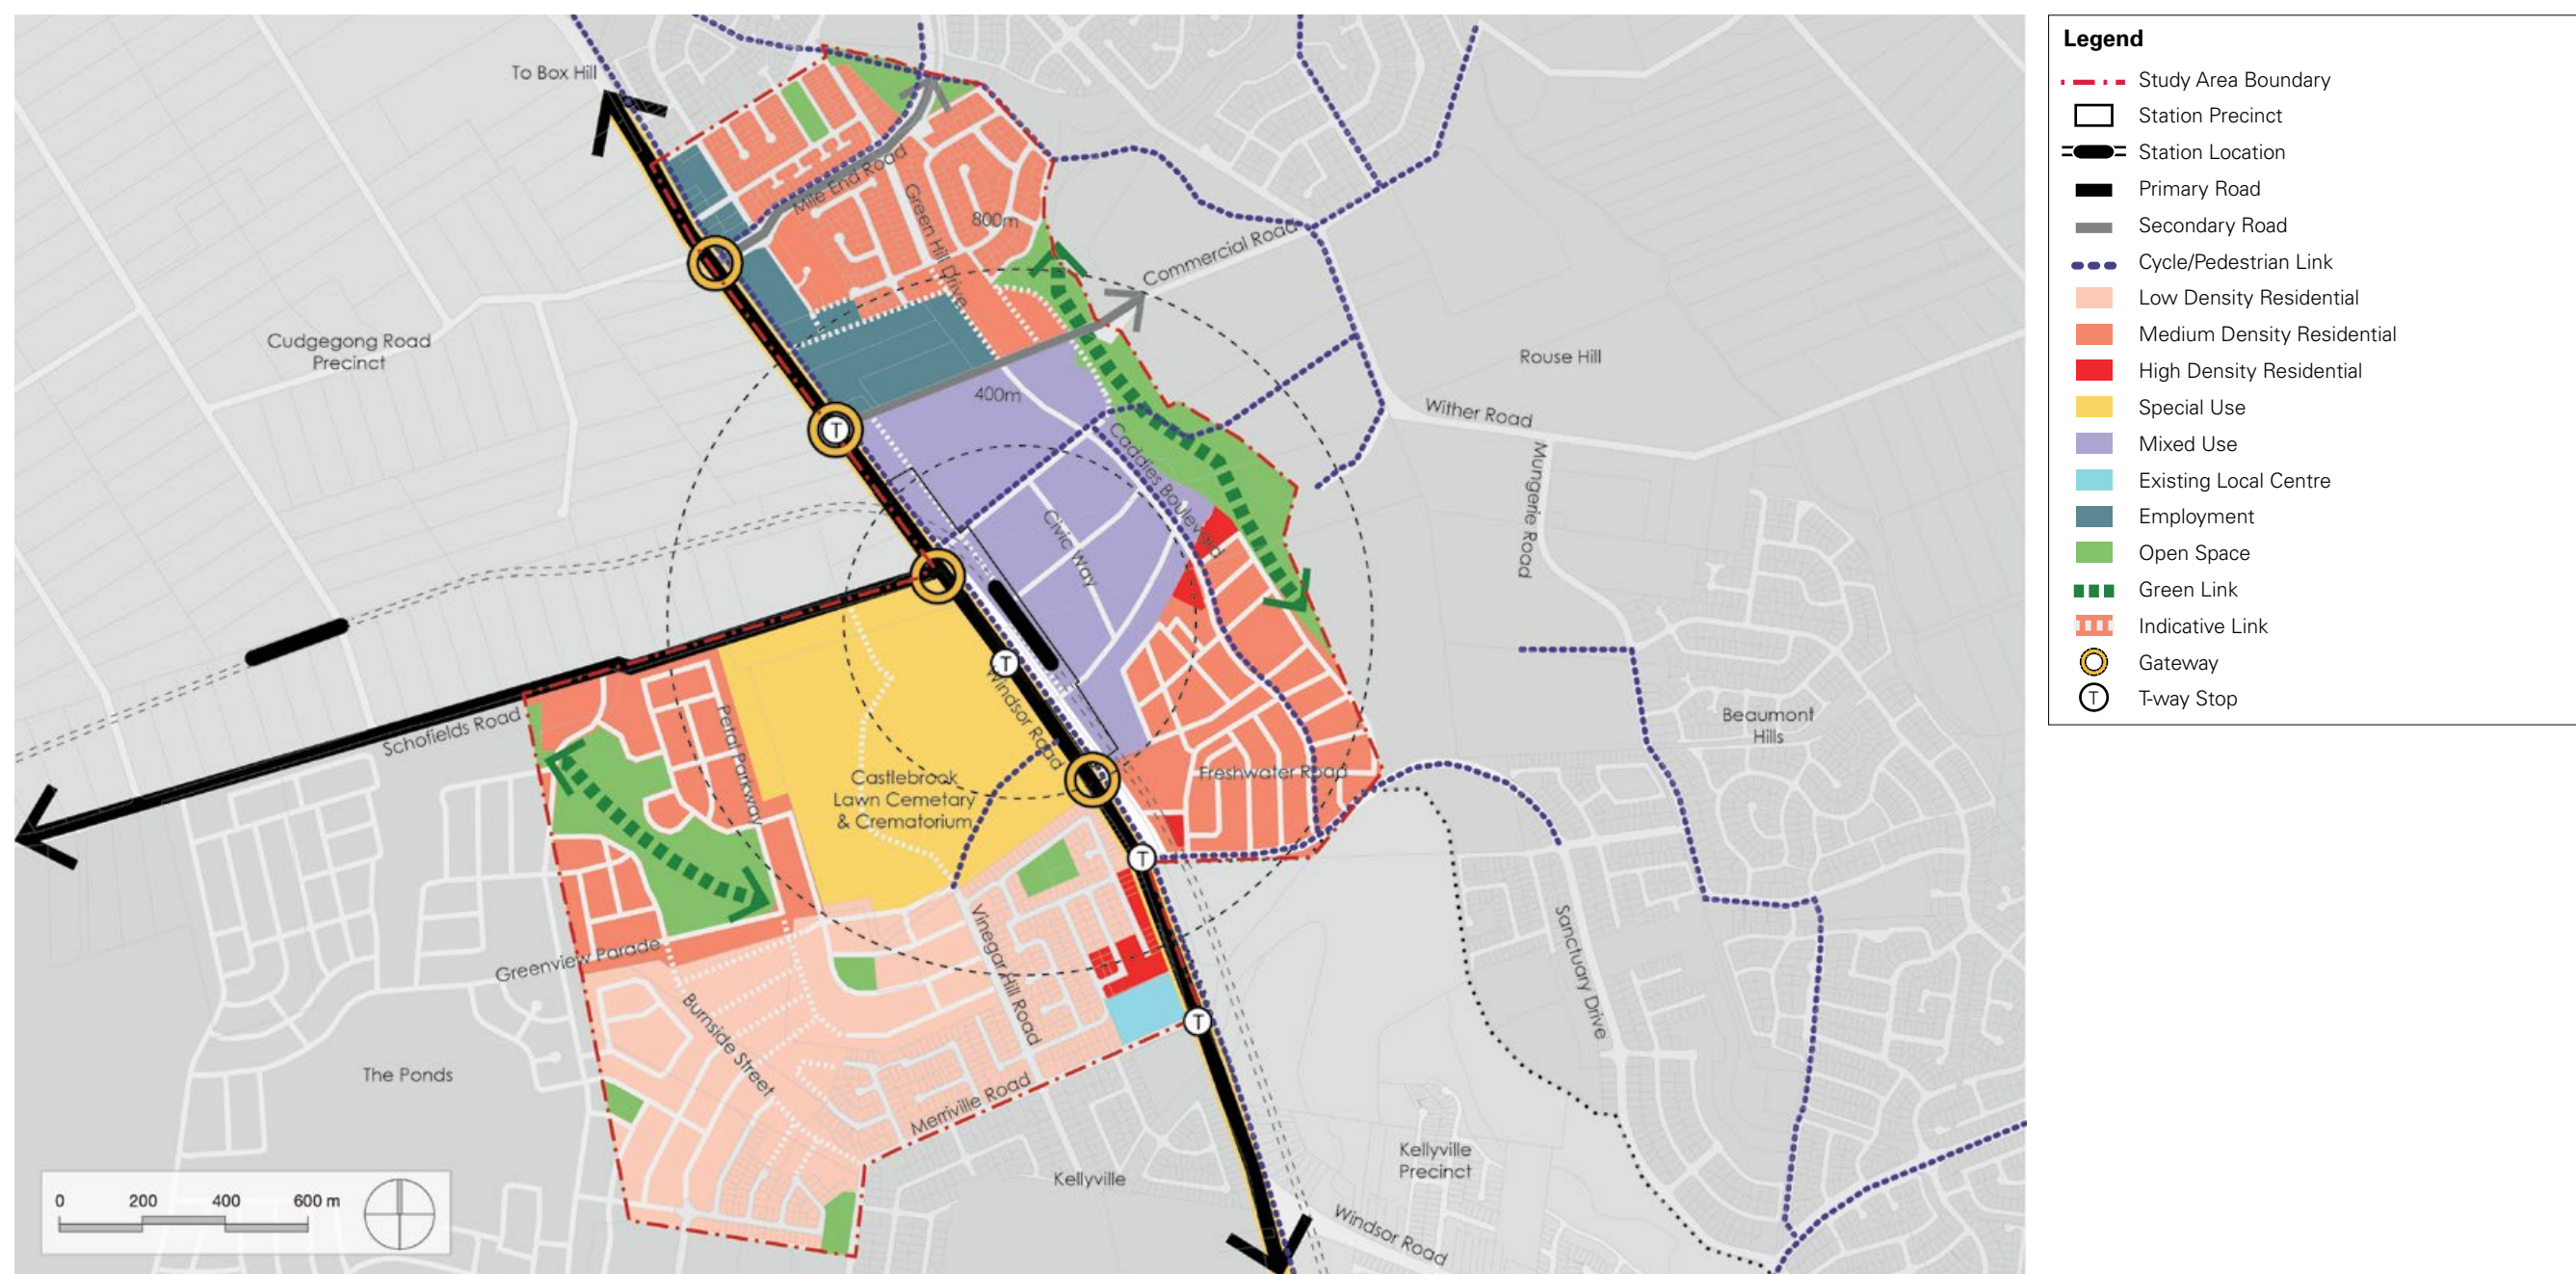 To Box Hill
Mile End Road
Green Hill Drive
800m
Commercial Road
Cudgegong Road
Precinct
Rouse Hill
400m
Wither Road
T
Caddies Boulevard
Mungerie Road
Civic Way
T
Windsor Road
Schofields Road
Petal Parkway
Beaumont
Hills
Castlebrook
Lawn Cemetary
& Crematorium
Freshwater Road
T
Greenview Parade
Vinegar Hill Road
Sanctuary Drive
Burnside Street
T
The Ponds
Merriville Road
Kellyville
Kellyville
Precinct
Windsor Road
0 200 400 600 m
Legend
Study Area Boundary
Station Precinct
Station Location
Primary Road
Secondary Road
Cycle/Pedestrian Link
Low Density Residential
Medium Density Residential
High Density Residential
Special Use
Mixed Use
Existing Local Centre
Employment
Open Space
Green Link
Indicative Link
Gateway
T T-way Stop